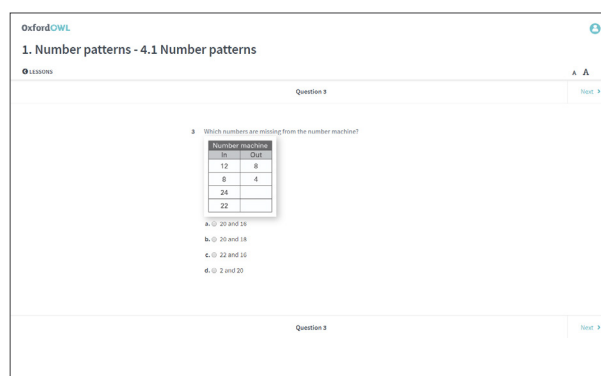 OxfordOWL
1. Number patterns - 4.1 Number patterns
LESSONS
A A
Question 3
Next >
3 Which numbers are missing from the number machine?
Number machine
In Out
12 8
8 4
24
22
a. 20 and 16
b. 20 and 18
c. 22 and 16
d. 2 and 20
Question 3
Next >